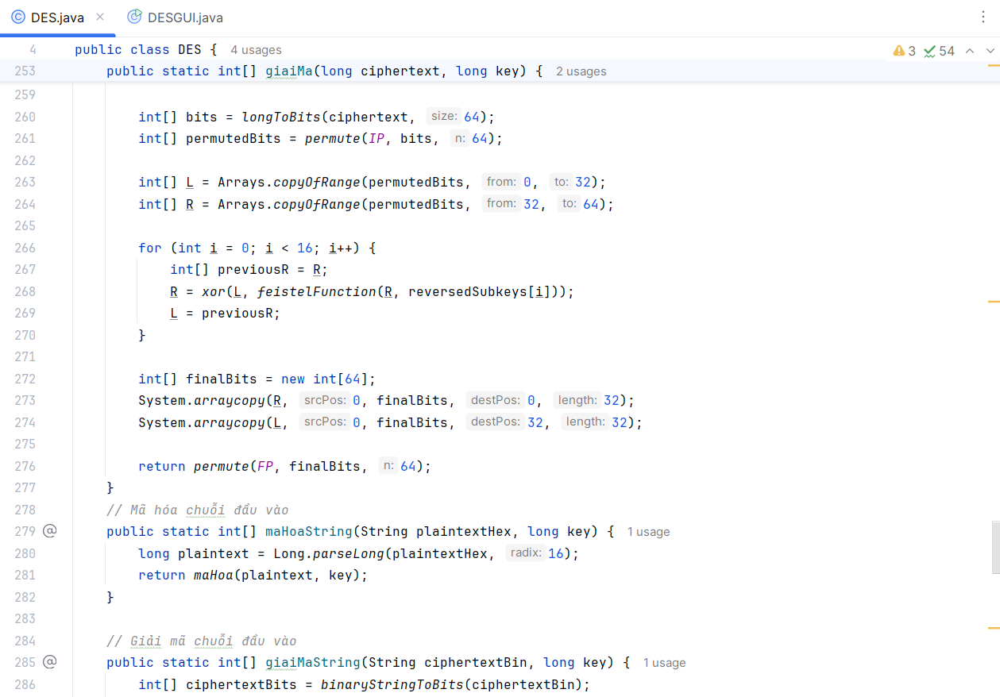 DES.java DESGUI.java
4 public class DES { 4 usages 3 54
253 public static int[] giaiMa(long ciphertext, long key) { 2 usages
259
260 int[] bits = longToBits(ciphertext, size: 64);
261 int[] permutedBits = permute(IP, bits, n: 64);
262
263 int[] L = Arrays.copyOfRange(permutedBits, from: 0, to: 32);
264 int[] R = Arrays.copyOfRange(permutedBits, from: 32, to: 64);
265
266 for (int i = 0; i < 16; i++) {
267 int[] previousR = R;
268 R = xor(L, feistelFunction(R, reversedSubkeys[i]));
269 L = previousR;
270 }
271
272 int[] finalBits = new int[64];
273 System.arraycopy(R, srcPos: 0, finalBits, destPos: 0, length: 32);
274 System.arraycopy(L, srcPos: 0, finalBits, destPos: 32, length: 32);
275
276 return permute(FP, finalBits, n: 64);
277 }
278 // Mã hóa chuỗi đầu vào
279 @ public static int[] maHoaString(String plaintextHex, long key) { 1 usage
280 long plaintext = Long.parseLong(plaintextHex, radix: 16);
281 return maHoa(plaintext, key);
282 }
283
284 // Giải mã chuỗi đầu vào
285 @ public static int[] giaiMaString(String ciphertextBin, long key) { 1 usage
286 int[] ciphertextBits = binaryStringToBits(ciphertextBin);